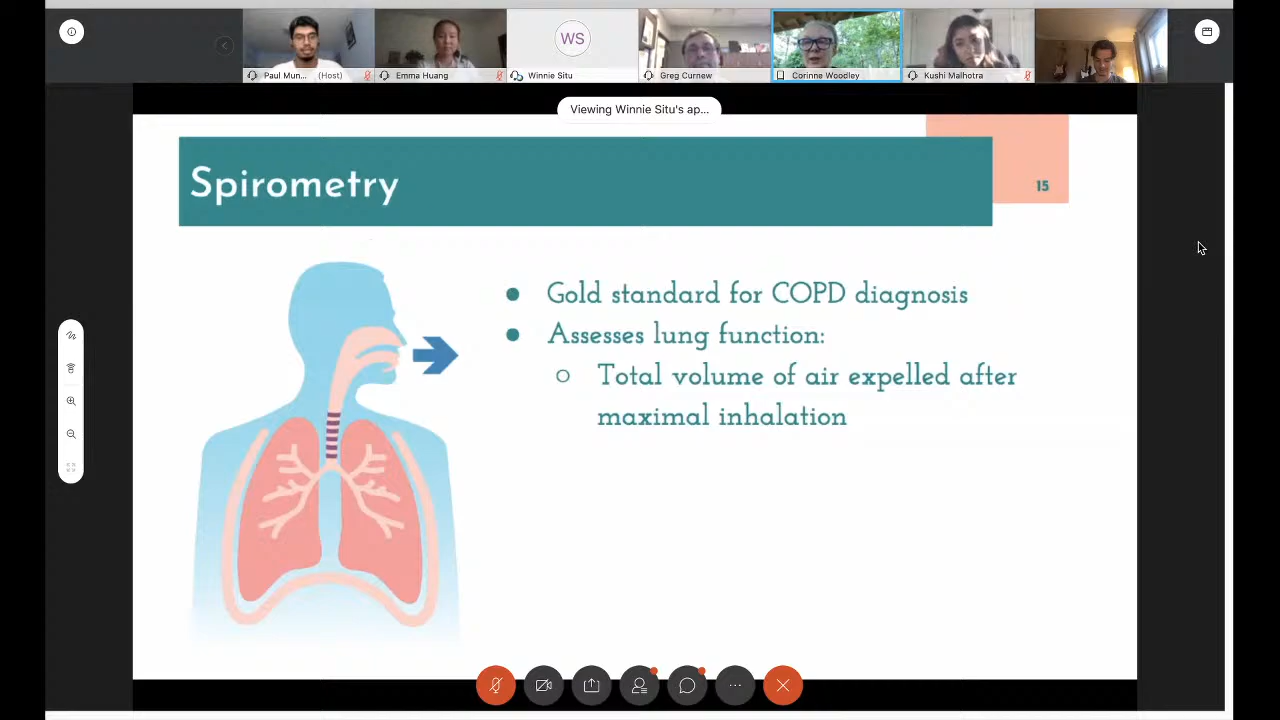 Paul Mun... (Host)
Emma Huang
WS
Winnie Situ
Greg Curnew
Corinne Woodley
Kushi Malhotra
Viewing Winnie Situ's ap...
Spirometry
15
● Gold standard for COPD diagnosis
● Assesses lung function:
○ Total volume of air expelled after
maximal inhalation